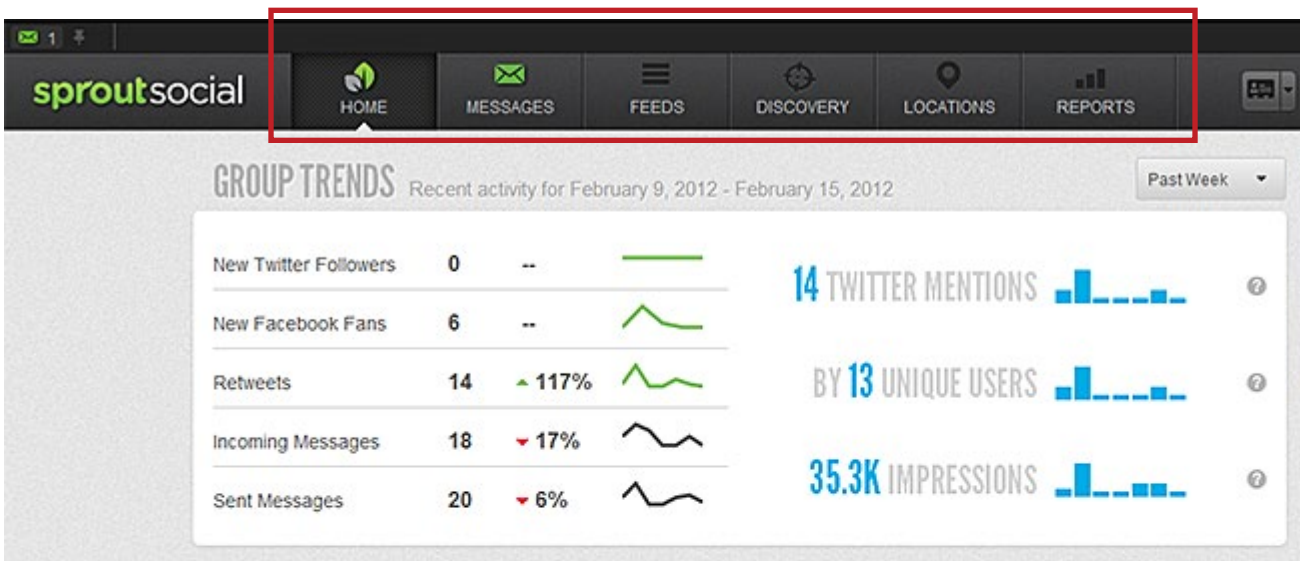 1
sproutsocial
HOME
MESSAGES
FEEDS
DISCOVERY
LOCATIONS
REPORTS
GROUP TRENDS Recent activity for February 9, 2012 - February 15, 2012
Past Week
New Twitter Followers 0 --
New Facebook Fans 6 --
Retweets 14 117%
Incoming Messages 18 17%
Sent Messages 20 6%
14 TWITTER MENTIONS ?
BY 13 UNIQUE USERS ?
35.3K IMPRESSIONS ?